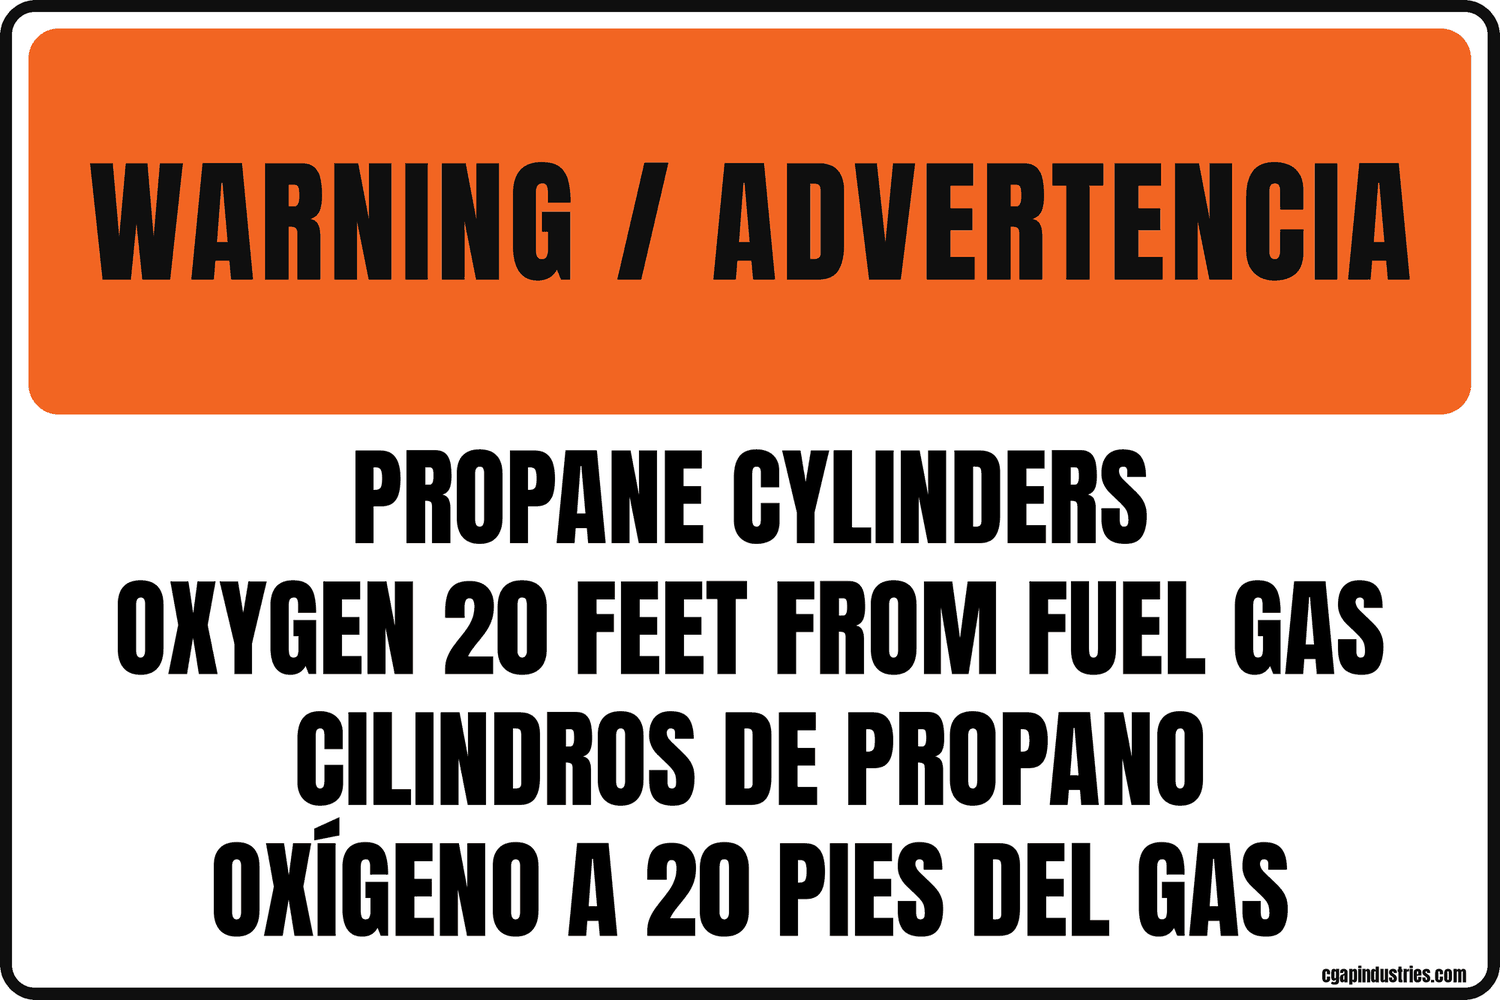 WARNING / ADVERTENCIA
PROPANE CYLINDERS
OXYGEN 20 FEET FROM FUEL GAS
CILINDROS DE PROPANO
OXÍGENO A 20 PIES DEL GAS
cgapindustries.com